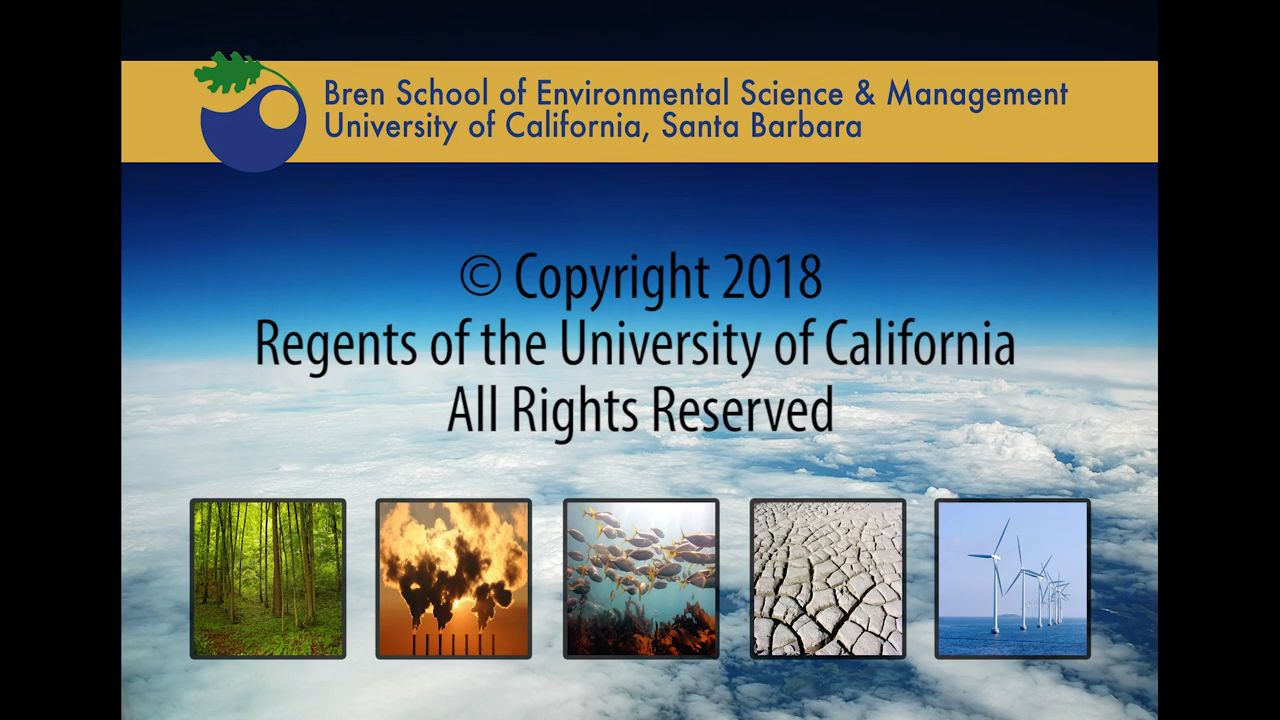 Bren School of Environmental Science & Management
University of California, Santa Barbara
© Copyright 2018
Regents of the University of California
All Rights Reserved